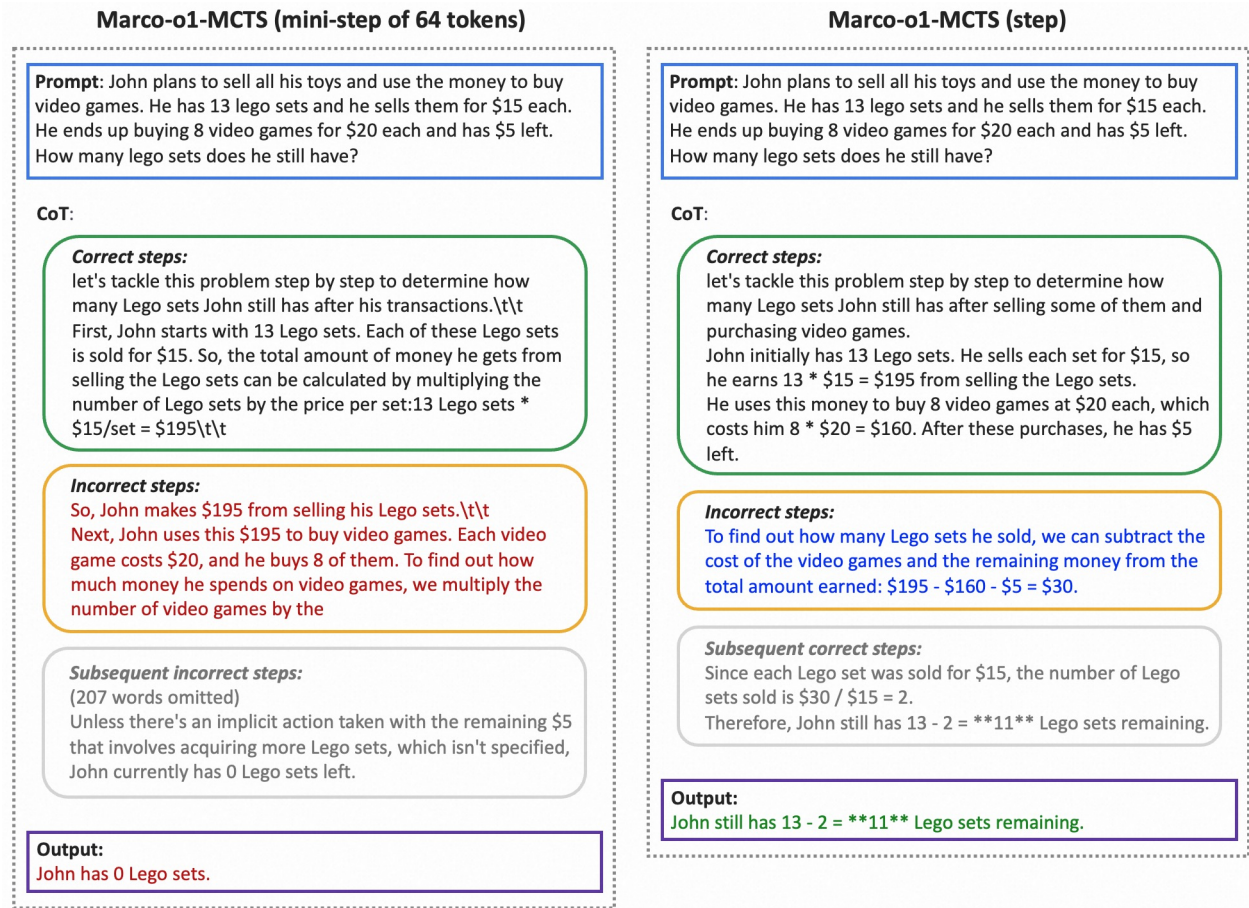 Marco-o1-MCTS (mini-step of 64 tokens)
Prompt: John plans to sell all his toys and use the money to buy
video games. He has 13 lego sets and he sells them for $15 each.
He ends up buying 8 video games for $20 each and has $5 left.
How many lego sets does he still have?
CoT:
Correct steps:
let's tackle this problem step by step to determine how
many Lego sets John still has after his transactions.\t\t
First, John starts with 13 Lego sets. Each of these Lego sets
is sold for $15. So, the total amount of money he gets from
selling the Lego sets can be calculated by multiplying the
number of Lego sets by the price per set:13 Lego sets *
$15/set = $195\t\t
Incorrect steps:
So, John makes $195 from selling his Lego sets.\t\t
Next, John uses this $195 to buy video games. Each video
game costs $20, and he buys 8 of them. To find out how
much money he spends on video games, we multiply the
number of video games by the
Subsequent incorrect steps:
(207 words omitted)
Unless there's an implicit action taken with the remaining $5
that involves acquiring more Lego sets, which isn't specified,
John currently has 0 Lego sets left.
Output:
John has 0 Lego sets.
Marco-o1-MCTS (step)
Prompt: John plans to sell all his toys and use the money to buy
video games. He has 13 lego sets and he sells them for $15 each.
He ends up buying 8 video games for $20 each and has $5 left.
How many lego sets does he still have?
CoT:
Correct steps:
let's tackle this problem step by step to determine how
many Lego sets John still has after selling some of them and
purchasing video games.
John initially has 13 Lego sets. He sells each set for $15, so
he earns 13 * $15 = $195 from selling the Lego sets.
He uses this money to buy 8 video games at $20 each, which
costs him 8 * $20 = $160. After these purchases, he has $5
left.
Incorrect steps:
To find out how many Lego sets he sold, we can subtract the
cost of the video games and the remaining money from the
total amount earned: $195 - $160 - $5 = $30.
Subsequent correct steps:
Since each Lego set was sold for $15, the number of Lego
sets sold is $30 / $15 = 2.
Therefore, John still has 13 - 2 = **11** Lego sets remaining.
Output:
John still has 13 - 2 = **11** Lego sets remaining.